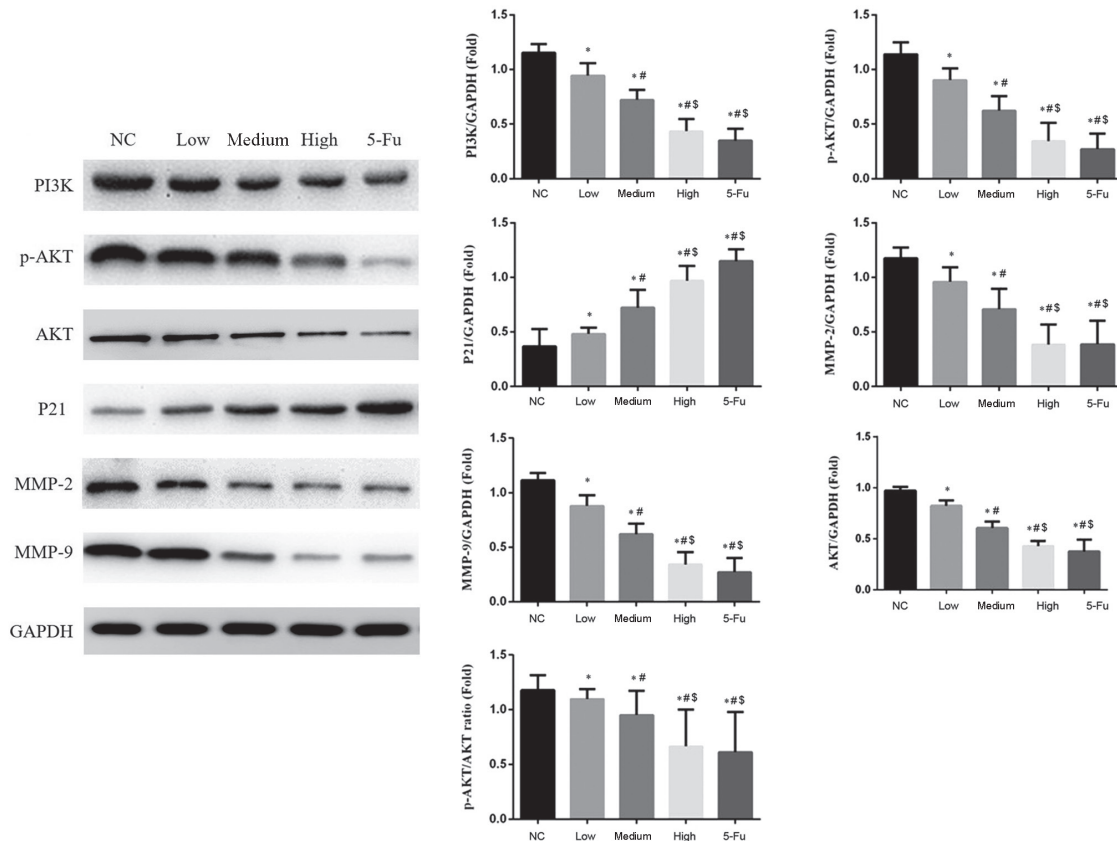 NC Low Medium High 5-Fu
PI3K
p-AKT
AKT
P21
MMP-2
MMP-9
GAPDH
PI3K/GAPDH (Fold)
1.5
1.0
0.5
0.0
* *# *#$ *#$
NC Low Medium High 5-Fu
p-AKT/GAPDH (Fold)
1.5
1.0
0.5
0.0
* *# *#$ *#$
NC Low Medium High 5-Fu
P21/GAPDH (Fold)
1.5
1.0
0.5
0.0
* *# *#$ *#$
NC Low Medium High 5-Fu
MMP-2/GAPDH (Fold)
1.5
1.0
0.5
0.0
* *# *#$ *#$
NC Low Medium High 5-Fu
MMP-9/GAPDH (Fold)
1.5
1.0
0.5
0.0
* *# *#$ *#$
NC Low Medium High 5-Fu
AKT/GAPDH (Fold)
1.5
1.0
0.5
0.0
* *# *#$ *#$
NC Low Medium High 5-Fu
p-AKT/AKT ratio (Fold)
1.5
1.0
0.5
0.0
* *# *#$ *#$
NC Low Medium High 5-Fu